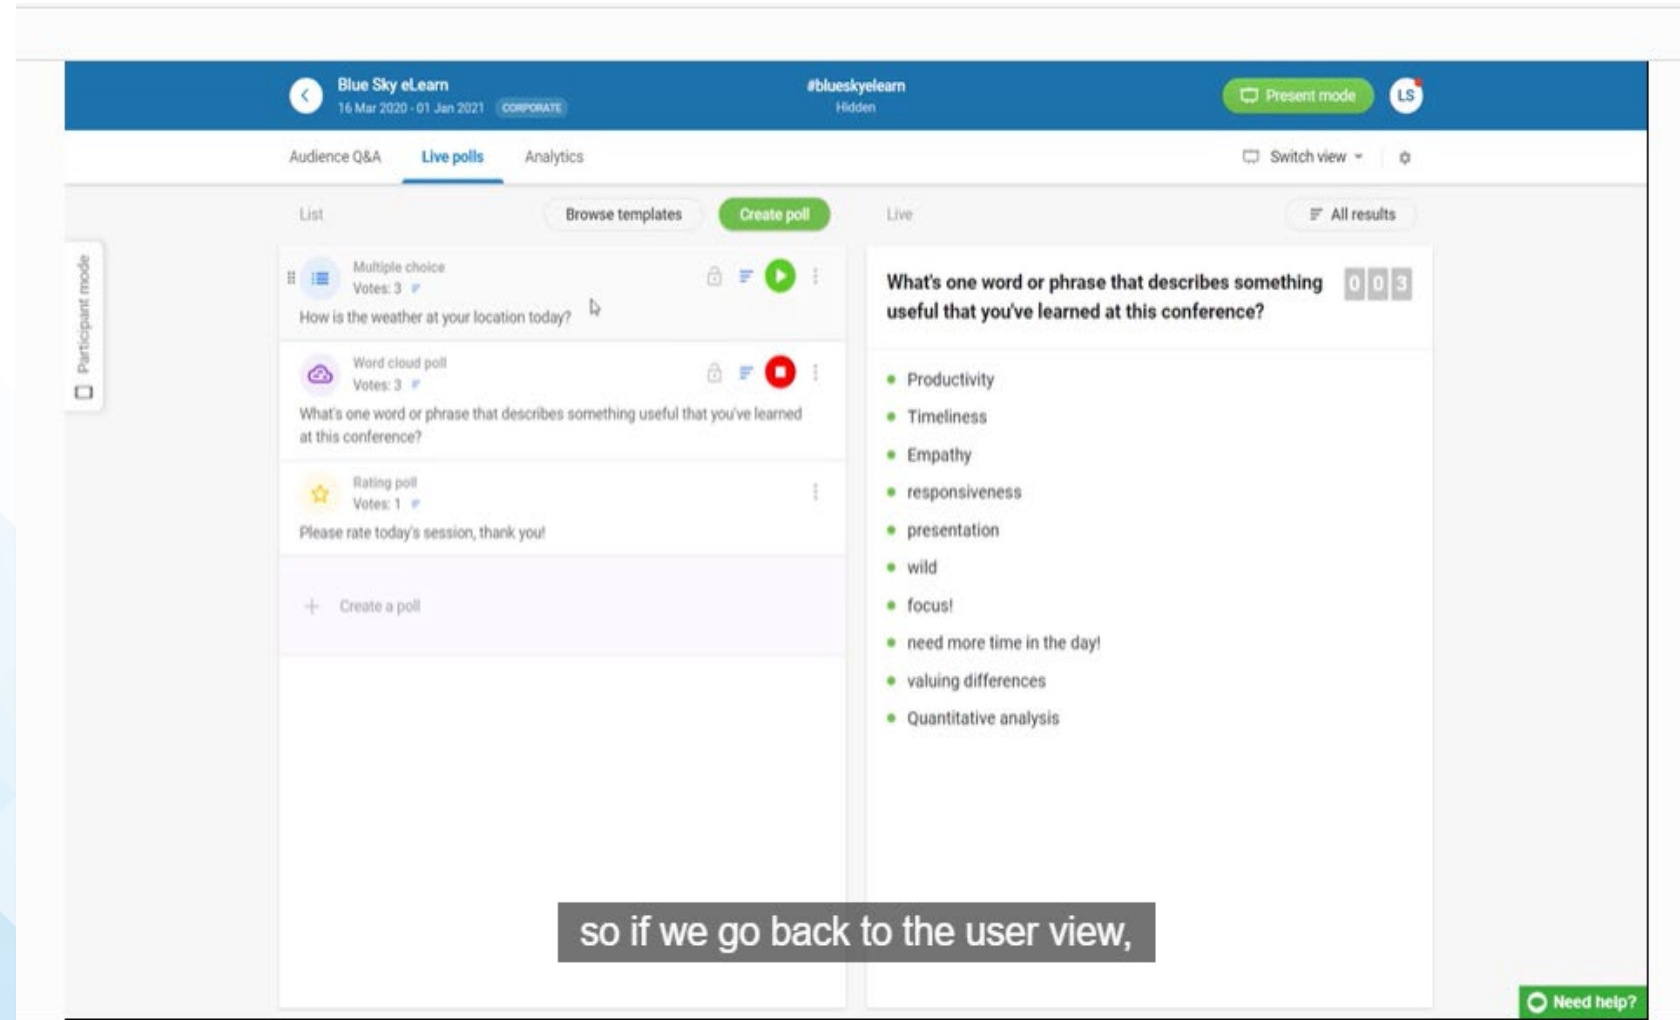 Blue Sky eLearn
16 Mar 2020 - 01 Jan 2021 CORPORATE
#blueskyelearn
Hidden
Present mode
LS
Audience Q&A Live polls Analytics
Switch view
List Browse templates Create poll
Live All results
Participant mode
Multiple choice
Votes: 3
How is the weather at your location today?
Word cloud poll
Votes: 3
What's one word or phrase that describes something useful that you've learned
at this conference?
Rating poll
Votes: 1
Please rate today's session, thank you!
+ Create a poll
What's one word or phrase that describes something
useful that you've learned at this conference?
003
Productivity
Timeliness
Empathy
responsiveness
presentation
wild
focus!
need more time in the day!
valuing differences
Quantitative analysis
so if we go back to the user view,
Need help?